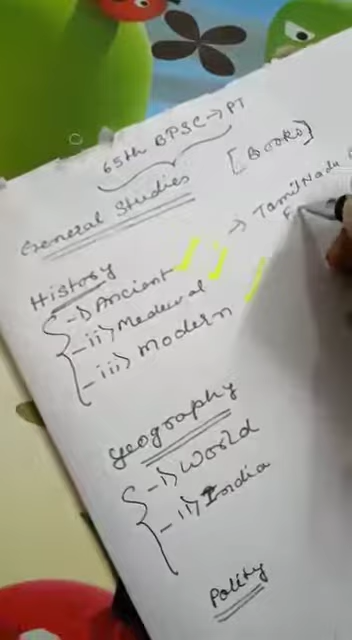 65th BPSC → PT
General Studies [Books]
History → Tamil Nadu
- i) Ancient
- ii) Medieval
- iii) Modern
Geography
- i) World
- ii) India
Polity